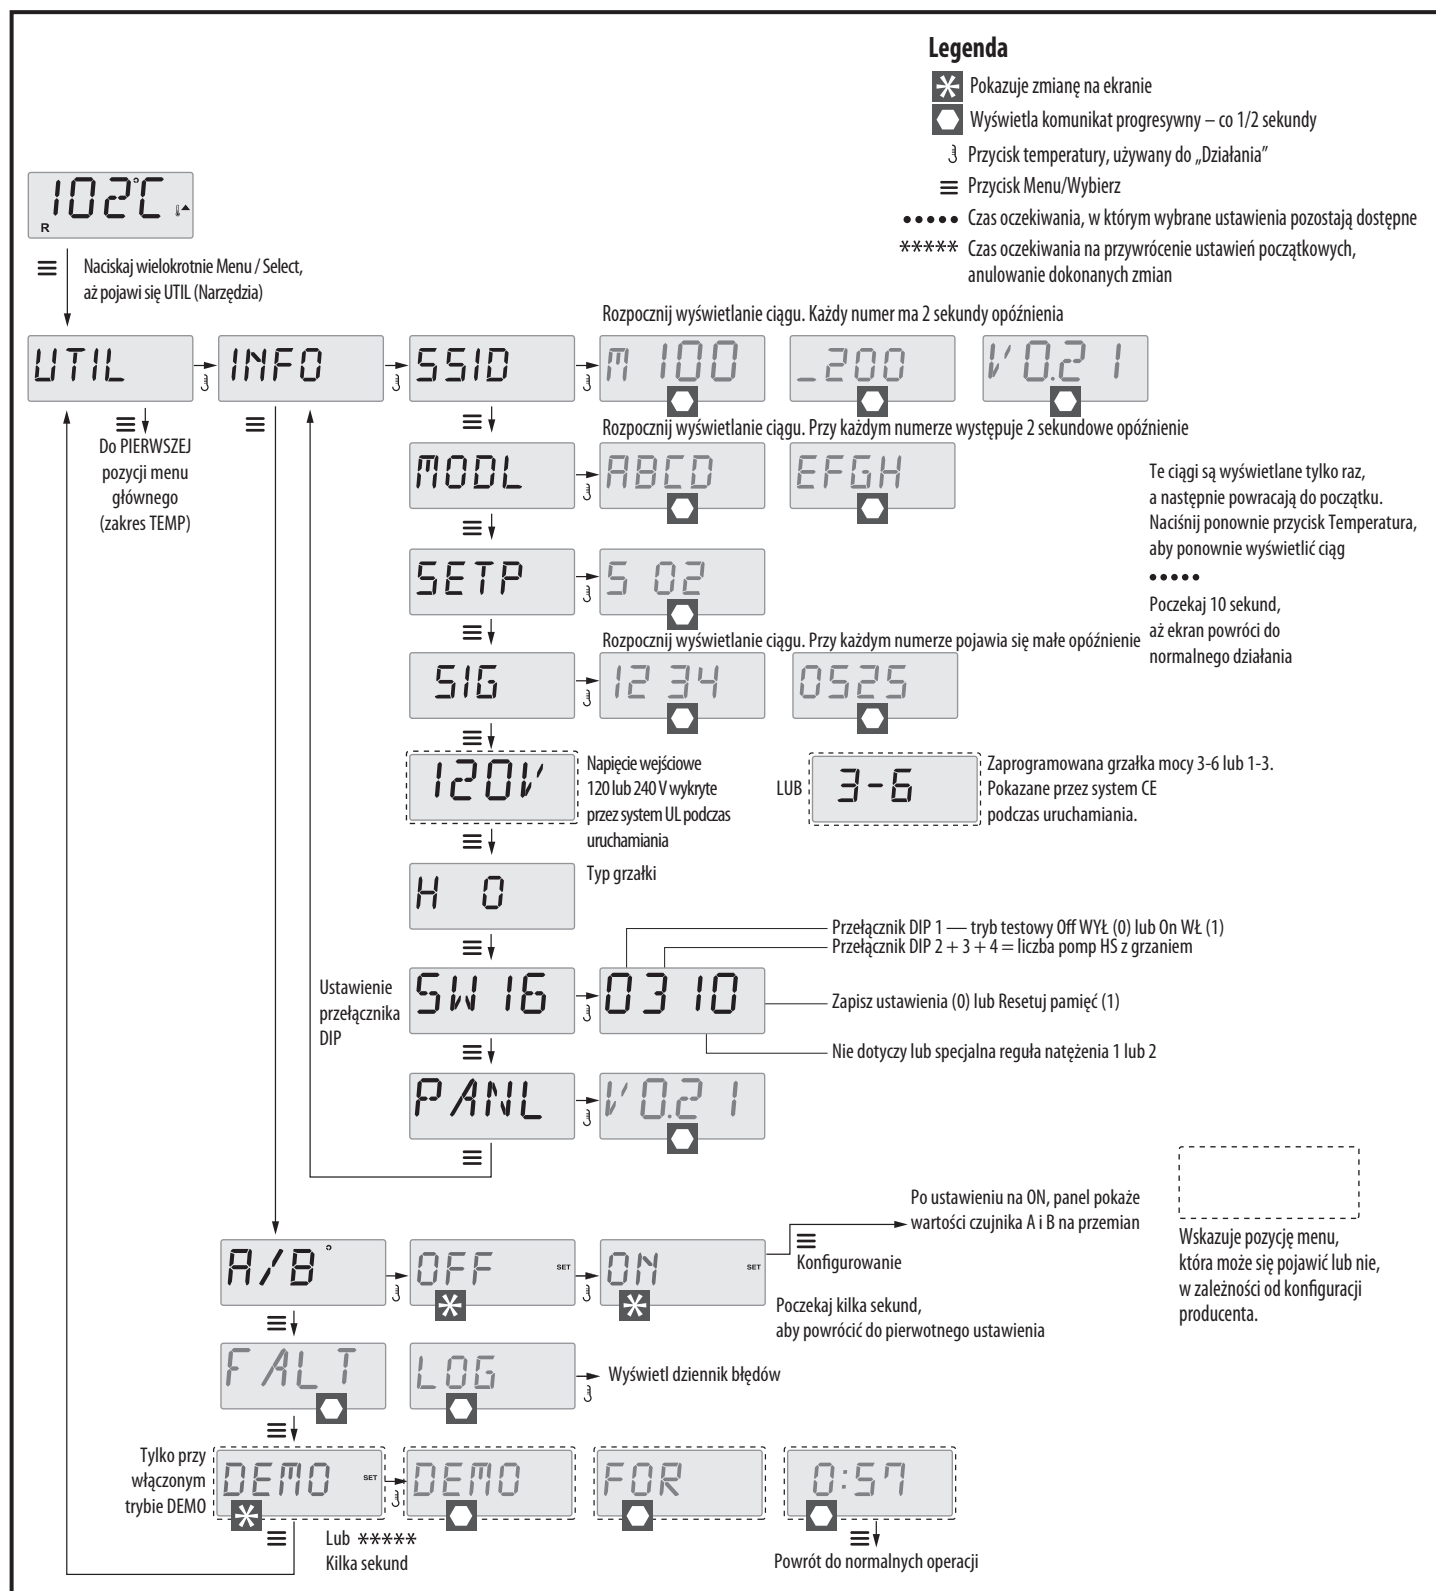 Legenda
Pokazuje zmianę na ekranie
Wyświetla komunikat progresywny – co 1/2 sekundy
Przycisk temperatury, używany do „Działania”
Przycisk Menu/Wybierz
••••• Czas oczekiwania, w którym wybrane ustawienia pozostają dostępne
***** Czas oczekiwania na przywrócenie ustawień początkowych,
anulowanie dokonanych zmian
102°C
R
Naciskaj wielokrotnie Menu / Select,
aż pojawi się UTIL (Narzędzia)
Rozpocznij wyświetlanie ciągu. Każdy numer ma 2 sekundy opóźnienia
UTIL
INFO
SSID
M 100
_200
V 0.21
Do PIERWSZEJ
pozycji menu
głównego
(zakres TEMP)
Rozpocznij wyświetlanie ciągu. Przy każdym numerze występuje 2 sekundowe opóźnienie
MODL
ABCD
EFGH
Te ciągi są wyświetlane tylko raz,
a następnie powracają do początku.
Naciśnij ponownie przycisk Temperatura,
aby ponownie wyświetlić ciąg
•••••
Poczekaj 10 sekund,
aż ekran powróci do
normalnego działania
SETP
S 02
Rozpocznij wyświetlanie ciągu. Przy każdym numerze pojawia się małe opóźnienie
SIG
12 34
0525
120V
Napięcie wejściowe
120 lub 240 V wykryte
przez system UL podczas
uruchamiania
LUB
3-6
Zaprogramowana grzałka mocy 3-6 lub 1-3.
Pokazane przez system CE
podczas uruchamiania.
H 0
Typ grzałki
Przełącznik DIP 1 — tryb testowy Off WYŁ (0) lub On WŁ (1)
Przełącznik DIP 2 + 3 + 4 = liczba pomp HS z grzaniem
Ustawienie
przełącznika
DIP
SW 16
0310
Zapisz ustawienia (0) lub Resetuj pamięć (1)
Nie dotyczy lub specjalna reguła natężenia 1 lub 2
PANL
V 0.21
Po ustawieniu na ON, panel pokaże
wartości czujnika A i B na przemian
A/B°
OFF
SET
ON
SET
Konfigurowanie
Poczekaj kilka sekund,
aby powrócić do pierwotnego ustawienia
Wskazuje pozycję menu,
która może się pojawić lub nie,
w zależności od konfiguracji
producenta.
FALT
LOG
Wyświetl dziennik błędów
Tylko przy
włączonym
trybie DEMO
DEMO
SET
DEMO
FOR
0:57
Lub *****
Kilka sekund
Powrót do normalnych operacji